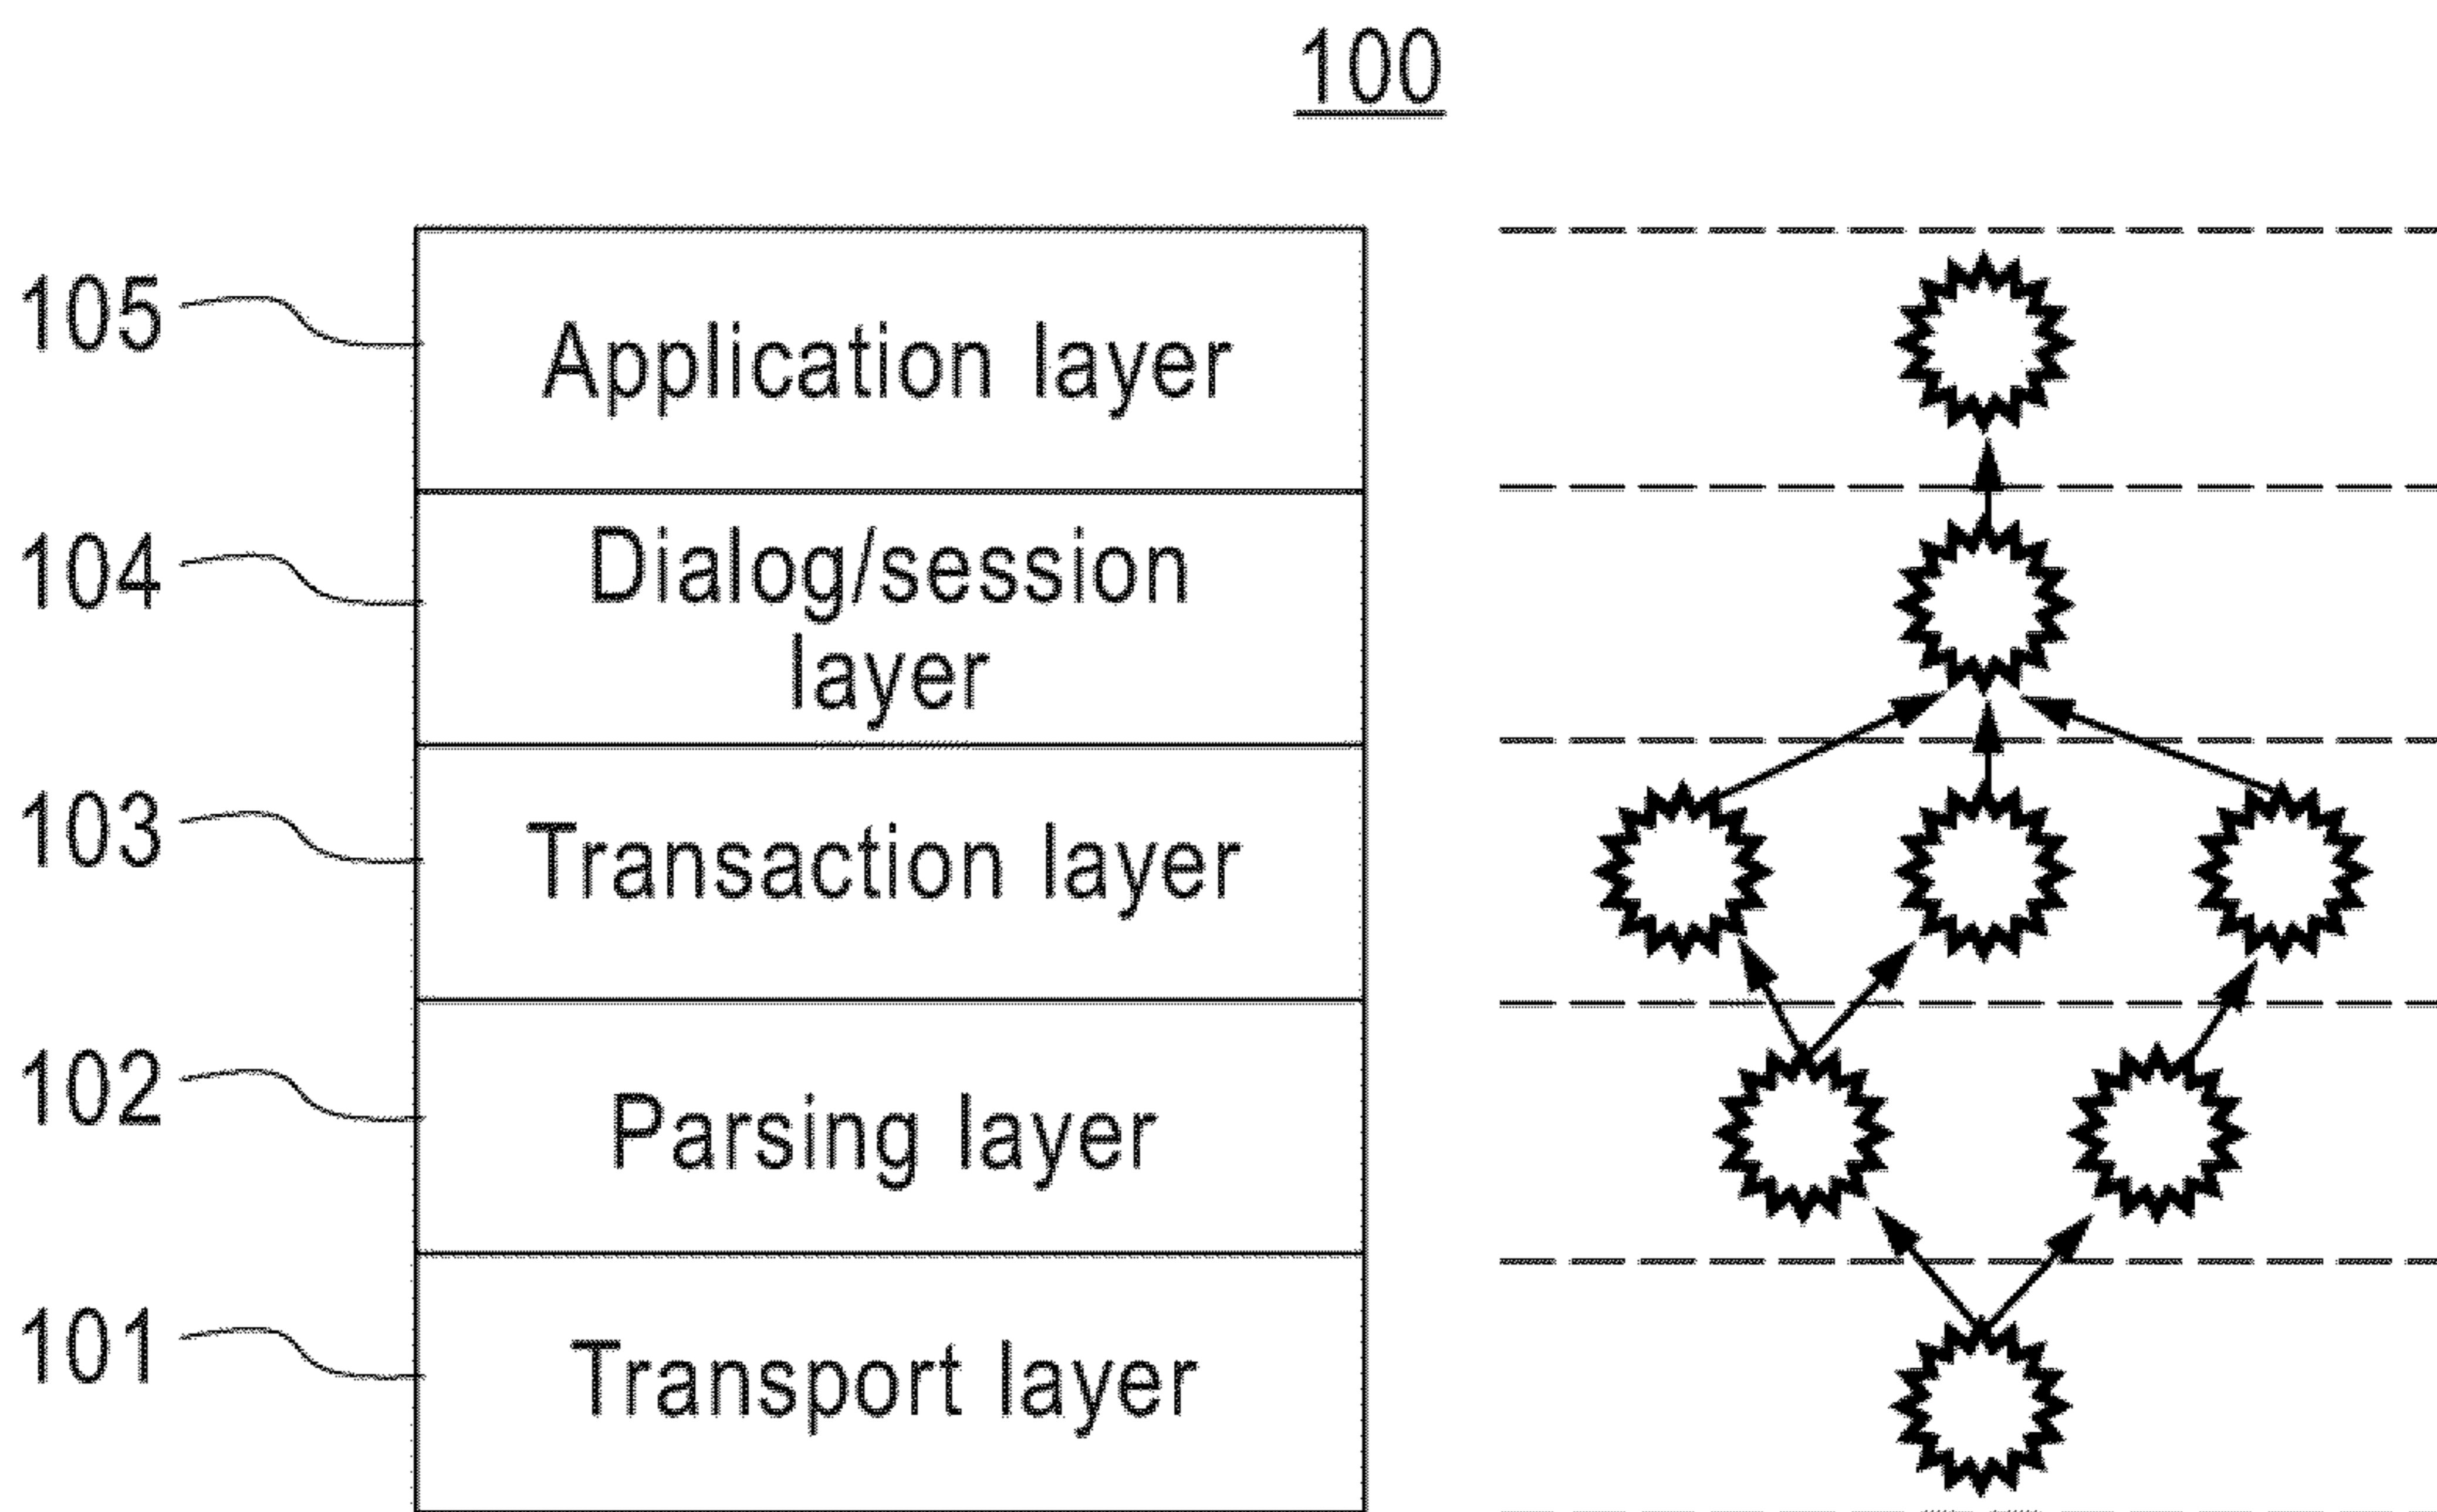 100
105
Application layer
104
Dialog/session
layer
103
Transaction layer
102
Parsing layer
101
Transport layer